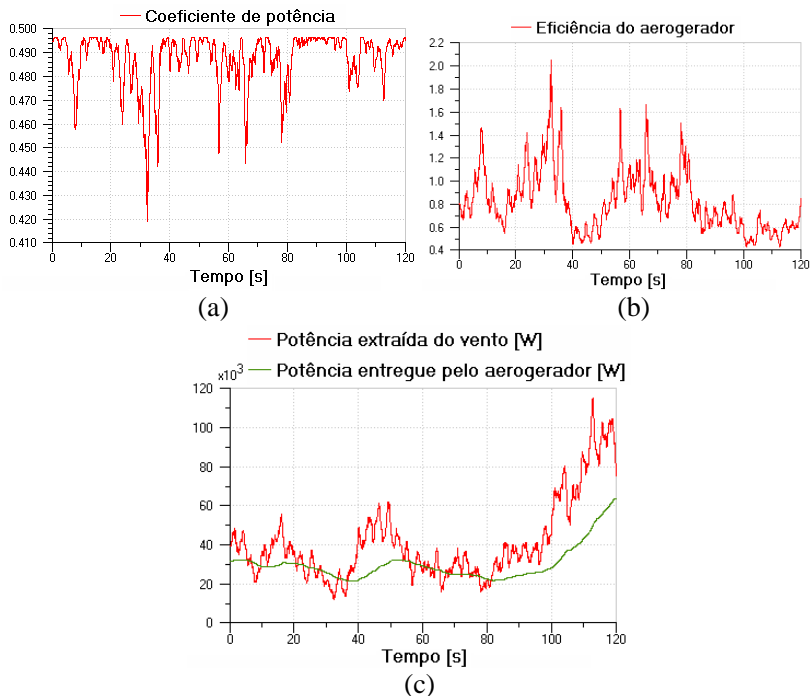 Coeficiente de potência
0.500
0.490
0.480
0.470
0.460
0.450
0.440
0.430
0.420
0.410
0 20 40 60 80 100 120
Tempo [s]
(a)
Eficiência do aerogerador
2.2
2.0
1.8
1.6
1.4
1.2
1.0
0.8
0.6
0.4
0 20 40 60 80 100 120
Tempo [s]
(b)
Potência extraída do vento [W]
Potência entregue pelo aerogerador [W]
x10³
120
100
80
60
40
20
0
0 20 40 60 80 100 120
Tempo [s]
(c)